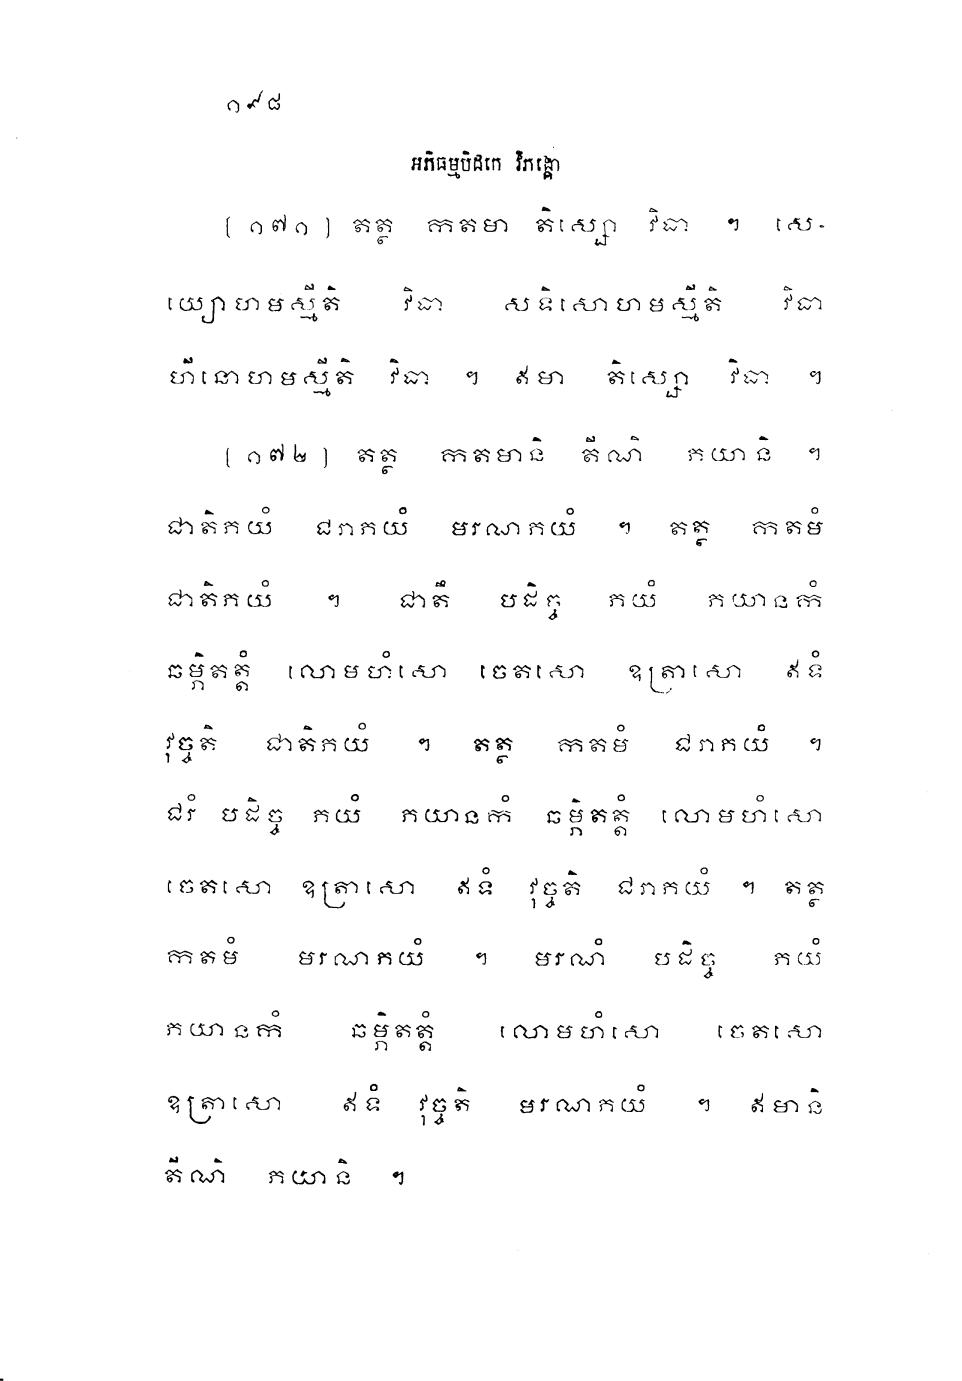 ១៩៨
អភិធម្មបិដកេ វិភង្គោ
[ ១៧១ ] តត្ថ កតមា តិស្សោ វិធា ។ សេ-
យ្យោហមស្មីតិ វិធា សទិសោហមស្មីតិ វិធា
ហីនោហមស្មីតិ វិធា ។ ឥមា តិស្សោ វិធា ។
[ ១៧២ ] តត្ថ កតមានិ តីណិ ភយានិ ។
ជាតិភយំ ជរាភយំ មរណភយំ ។ តត្ថ កតមំ
ជាតិភយំ ។ ជាតឹ បដិច្ច ភយំ ភយានកំ
ឆម្ភិតត្តំ លោមហំសោ ចេតសោ ឧត្រាសោ ឥទំ
វុច្ចតិ ជាតិភយំ ។ តត្ថ កតមំ ជរាភយំ ។
ជរំ បដិច្ច ភយំ ភយានកំ ឆម្ភិតត្តំ លោមហំសោ
ចេតសោ ឧត្រាសោ ឥទំ វុច្ចតិ ជរាភយំ ។ តត្ថ
កតមំ មរណភយំ ។ មរណំ បដិច្ច ភយំ
ភយានកំ ឆម្ភិតត្តំ លោមហំសោ ចេតសោ
ឧត្រាសោ ឥទំ វុច្ចតិ មរណភយំ ។ ឥមានិ
តីណិ ភយានិ ។